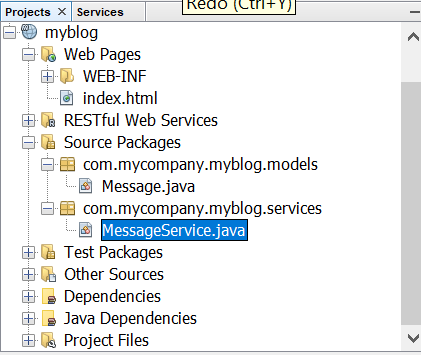 Redo (Ctrl+Y)
Projects Services
myblog
Web Pages
WEB-INF
index.html
RESTful Web Services
Source Packages
com.mycompany.myblog.models
Message.java
com.mycompany.myblog.services
MessageService.java
Test Packages
Other Sources
Dependencies
Java Dependencies
Project Files